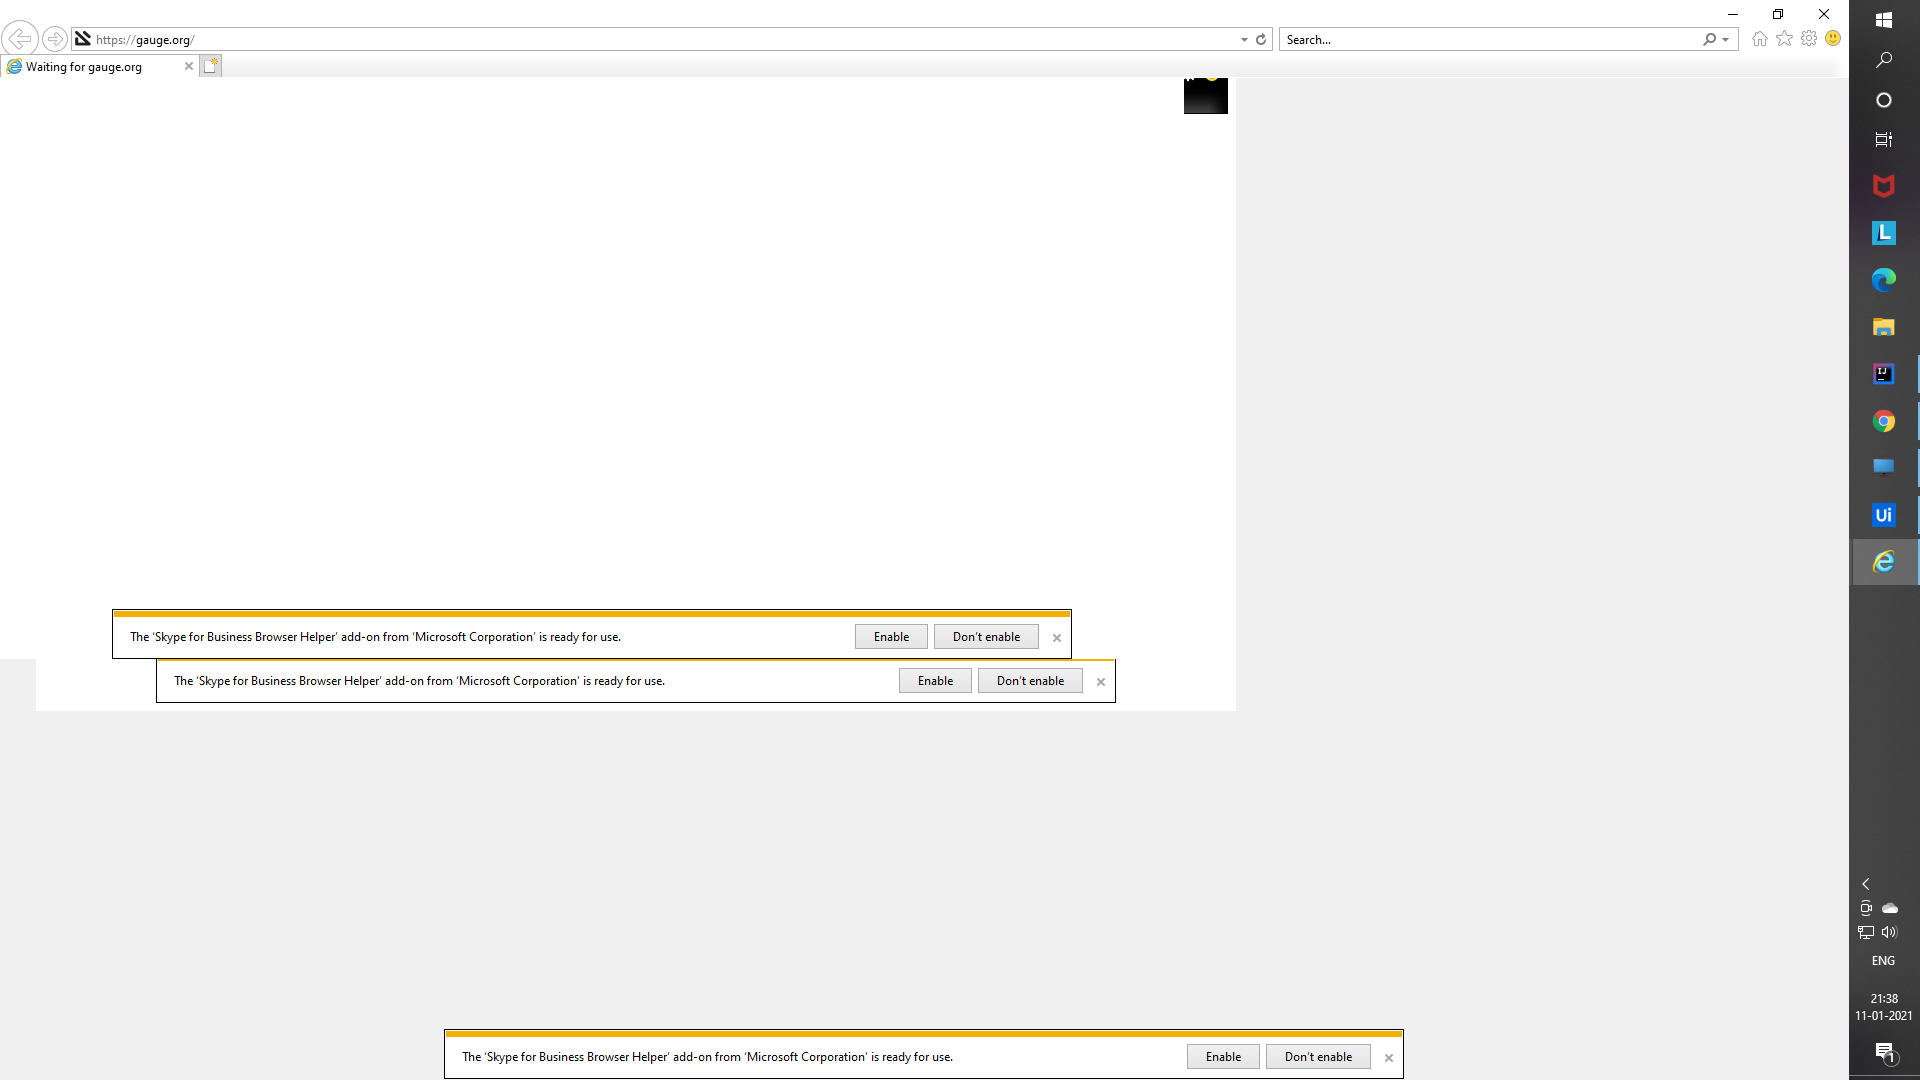 https://gauge.org/
Search...
Waiting for gauge.org
L
IJ
Ui
The ‘Skype for Business Browser Helper’ add-on from ‘Microsoft Corporation’ is ready for use. Enable Don’t enable
The ‘Skype for Business Browser Helper’ add-on from ‘Microsoft Corporation’ is ready for use. Enable Don’t enable
ENG
21:38
11-01-2021
The ‘Skype for Business Browser Helper’ add-on from ‘Microsoft Corporation’ is ready for use. Enable Don’t enable
1